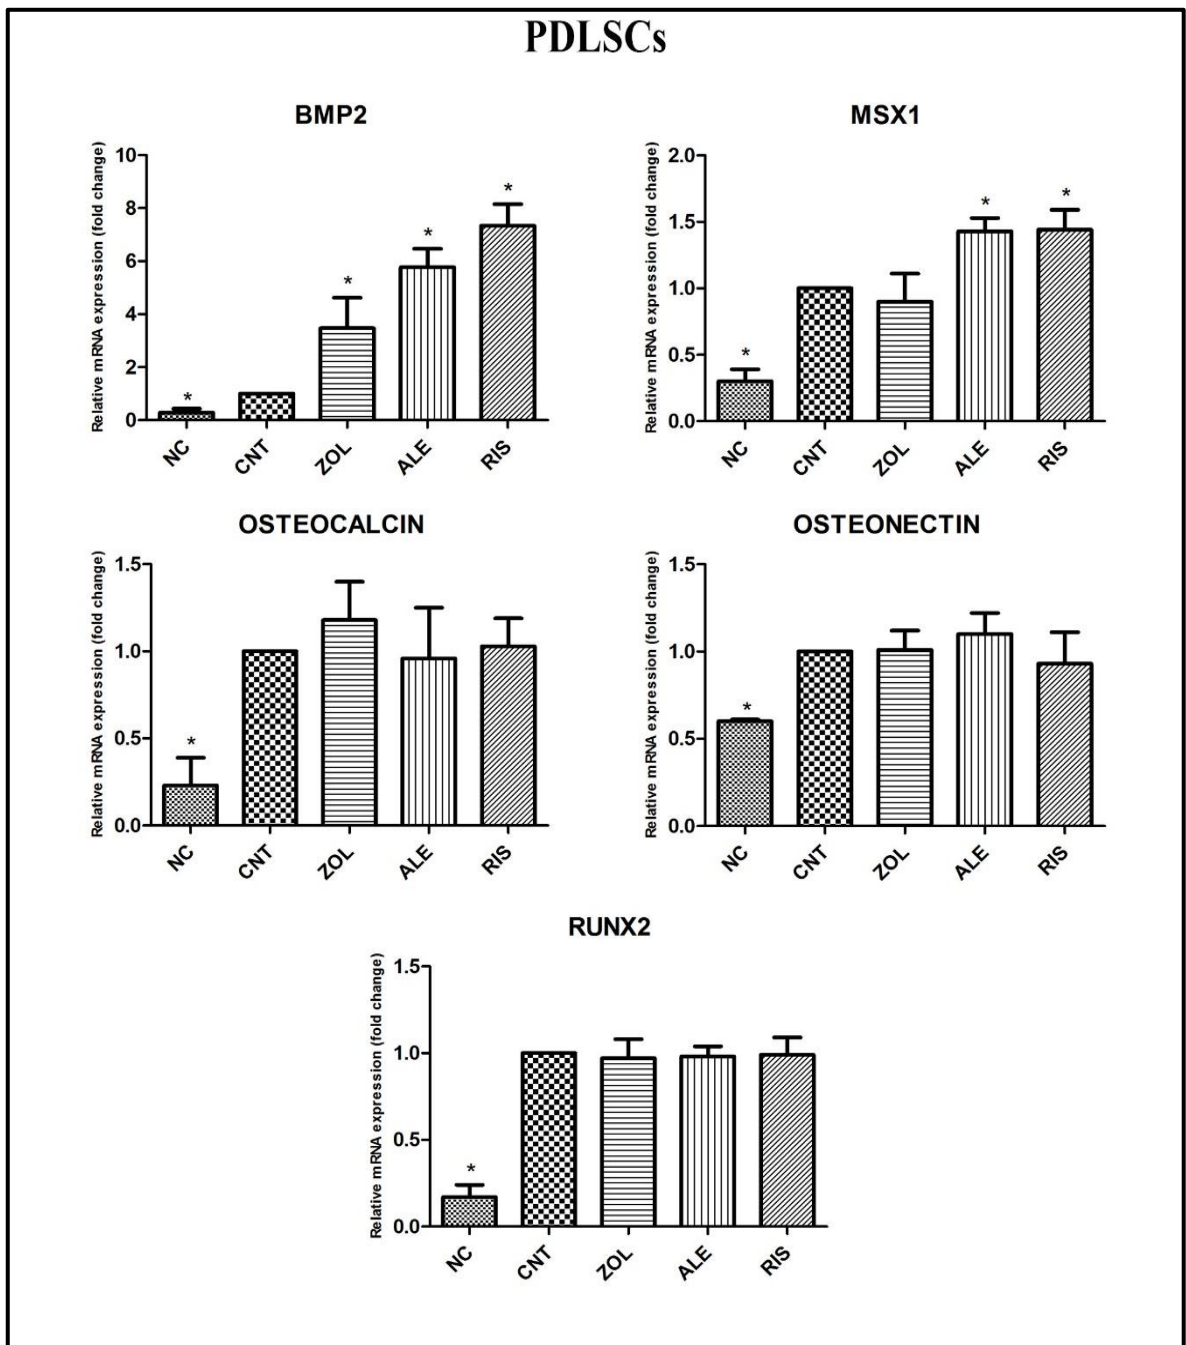 PDLSCs
BMP2
Relative mRNA expression (fold change)
10
8
6
4
2
0
*
*
*
*
NC
CNT
ZOL
ALE
RIS
MSX1
Relative mRNA expression (fold change)
2.0
1.5
1.0
0.5
0.0
*
*
*
NC
CNT
ZOL
ALE
RIS
OSTEOCALCIN
Relative mRNA expression (fold change)
1.5
1.0
0.5
0.0
*
NC
CNT
ZOL
ALE
RIS
OSTEONECTIN
Relative mRNA expression (fold change)
1.5
1.0
0.5
0.0
*
NC
CNT
ZOL
ALE
RIS
RUNX2
Relative mRNA expression (fold change)
1.5
1.0
0.5
0.0
*
NC
CNT
ZOL
ALE
RIS